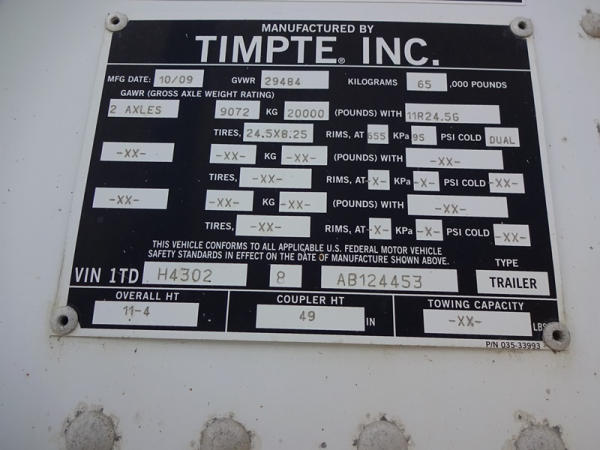 MANUFACTURED BY
TIMPTE® INC.
MFG DATE: 10/09 GVWR 29484 KILOGRAMS 65 ,000 POUNDS
GAWR (GROSS AXLE WEIGHT RATING)
2 AXLES 9072 KG 20000 (POUNDS) WITH 11R24.5G
TIRES, 24.5X8.25 RIMS, AT 655 KPa 95 PSI COLD DUAL
-XX- -XX- KG -XX- (POUNDS) WITH -XX-
TIRES, -XX- RIMS, AT -X- KPa -X- PSI COLD -XX-
-XX- -XX- KG -XX- (POUNDS) WITH -XX-
TIRES, -XX- RIMS, AT -X- KPa -X- PSI COLD -XX-
THIS VEHICLE CONFORMS TO ALL APPLICABLE U.S. FEDERAL MOTOR VEHICLE
SAFETY STANDARDS IN EFFECT ON THE DATE OF MANUFACTURE SHOWN ABOVE. TYPE
VIN 1TD H4302 8 AB124453 TRAILER
OVERALL HT COUPLER HT TOWING CAPACITY
11-4 49 IN -XX- LBS
P/N 035-33993